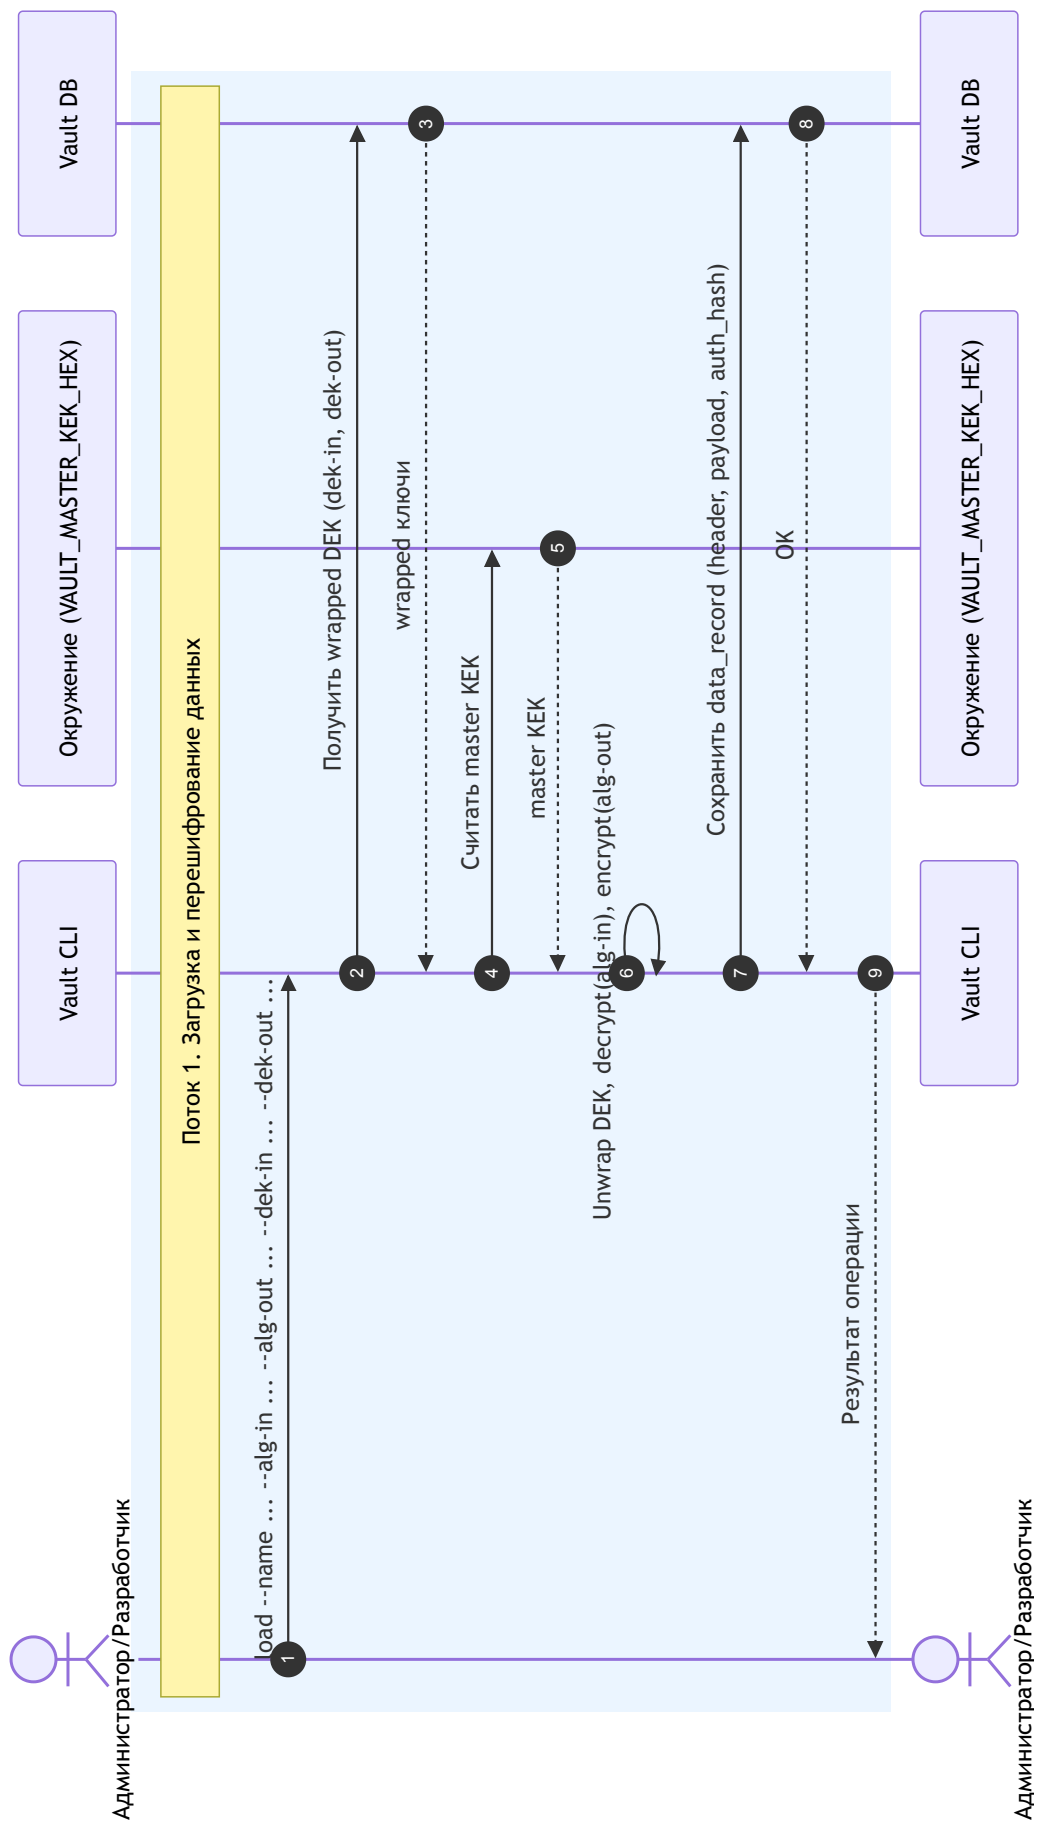 Администратор/Разработчик
Vault CLI
Окружение (VAULT_MASTER_KEK_HEX)
Vault DB
Поток 1. Загрузка и перешифрование данных
load --name ... --alg-in ... --alg-out ... --dek-in ... --dek-out ...
1
Получить wrapped DEK (dek-in, dek-out)
2
wrapped ключи
3
Считать master KEK
4
master KEK
5
Unwrap DEK, decrypt(alg-in), encrypt(alg-out)
6
Сохранить data_record (header, payload, auth_hash)
7
OK
8
Результат операции
9
Администратор/Разработчик
Vault CLI
Окружение (VAULT_MASTER_KEK_HEX)
Vault DB